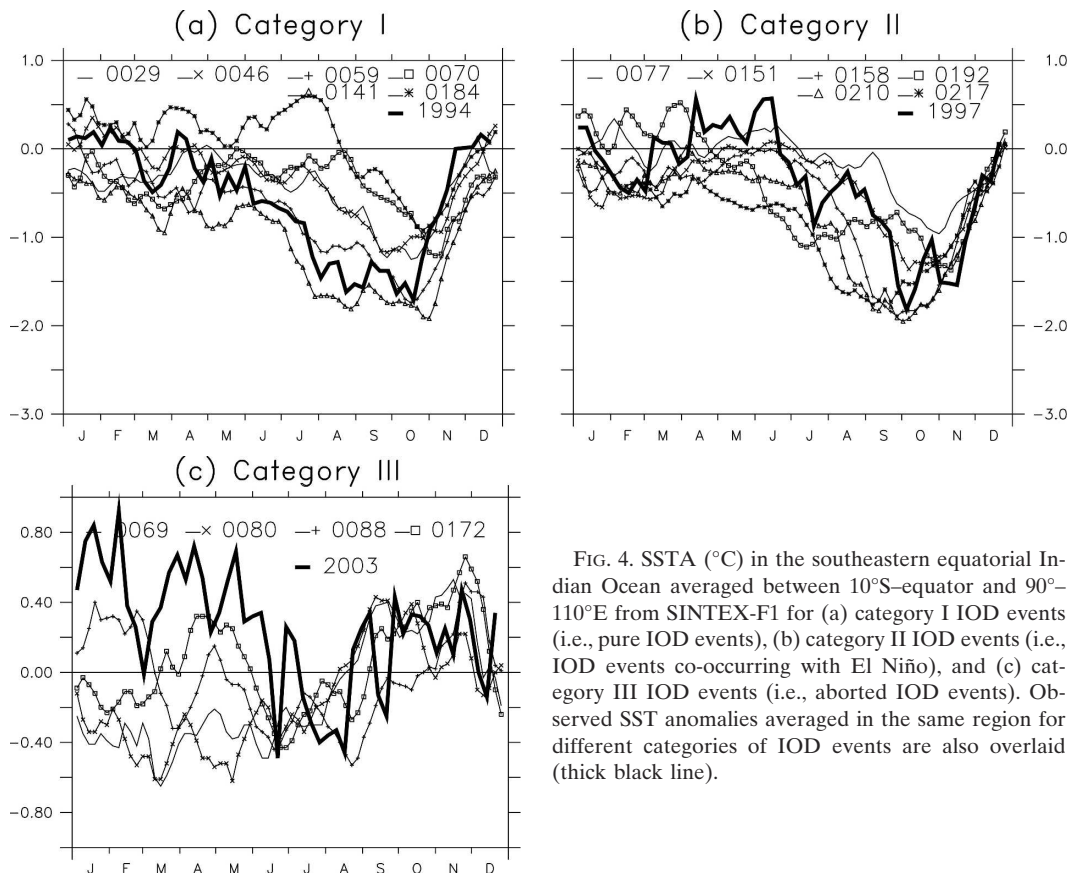 (a) Category I
1.0
0.0
-1.0
-2.0
-3.0
— 0029 —× 0046 —+ 0059 —□ 0070
—△ 0141 —✱ 0184
— 1994
J F M A M J J A S O N D
(b) Category II
— 0077 —× 0151 —+ 0158 —□ 0192
—△ 0210 —✱ 0217
— 1997
1.0
0.0
-1.0
-2.0
-3.0
J F M A M J J A S O N D
(c) Category III
0.80
0.40
0.00
-0.40
-0.80
— 0069 —× 0080 —+ 0088 —□ 0172
— 2003
J F M A M J J A S O N D
FIG. 4. SSTA (°C) in the southeastern equatorial In-
dian Ocean averaged between 10°S–equator and 90°–
110°E from SINTEX-F1 for (a) category I IOD events
(i.e., pure IOD events), (b) category II IOD events (i.e.,
IOD events co-occurring with El Niño), and (c) cat-
egory III IOD events (i.e., aborted IOD events). Ob-
served SST anomalies averaged in the same region for
different categories of IOD events are also overlaid
(thick black line).